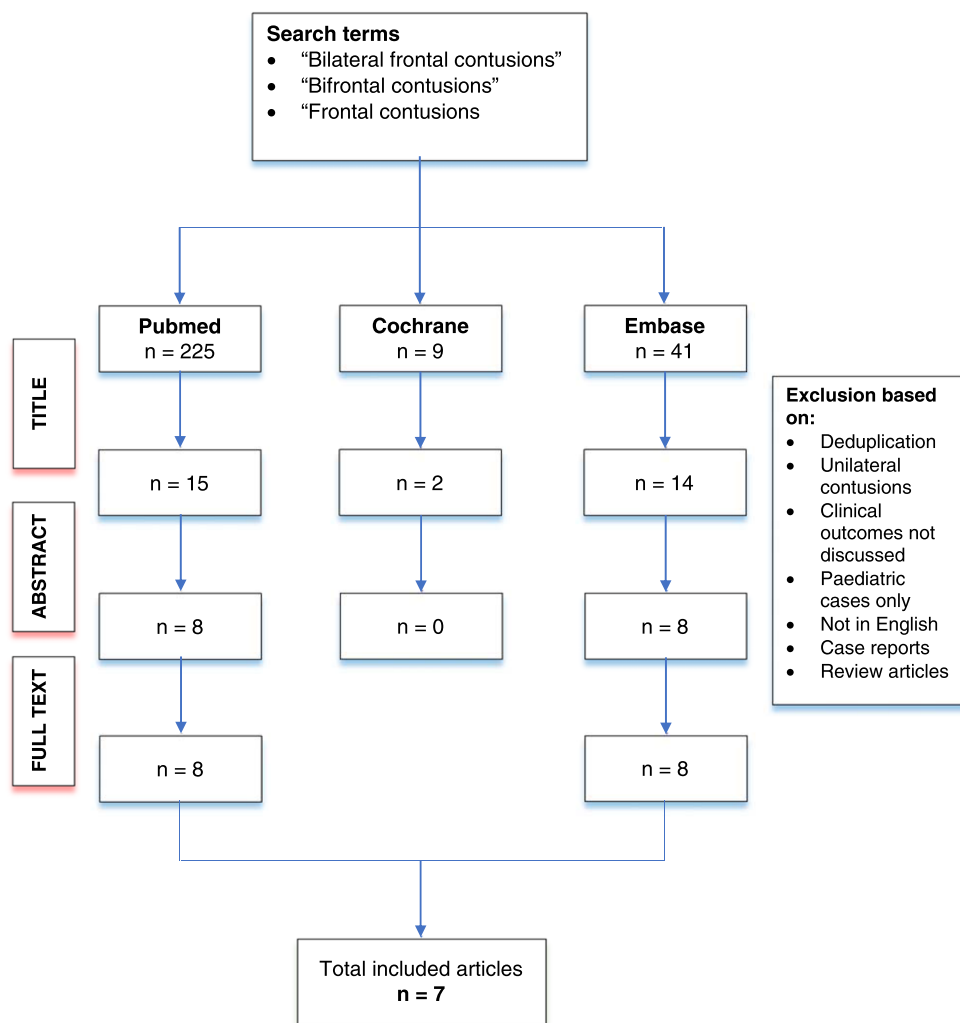 Search terms
• “Bilateral frontal contusions”
• “Bifrontal contusions”
• “Frontal contusions
Pubmed
n = 225
Cochrane
n = 9
Embase
n = 41
TITLE
n = 15
n = 2
n = 14
Exclusion based
on:
• Deduplication
• Unilateral
contusions
• Clinical
outcomes not
discussed
• Paediatric
cases only
• Not in English
• Case reports
• Review articles
ABSTRACT
n = 8
n = 0
n = 8
FULL TEXT
n = 8
n = 8
Total included articles
n = 7